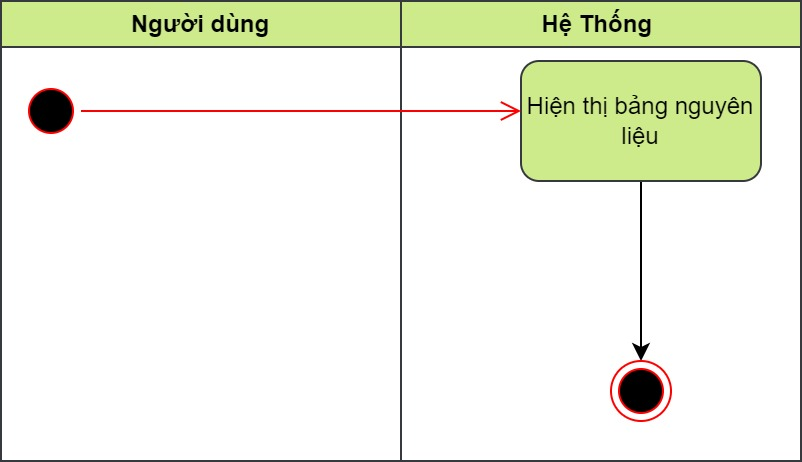 Người dùng
Hệ Thống
Hiện thị bảng nguyên
liệu